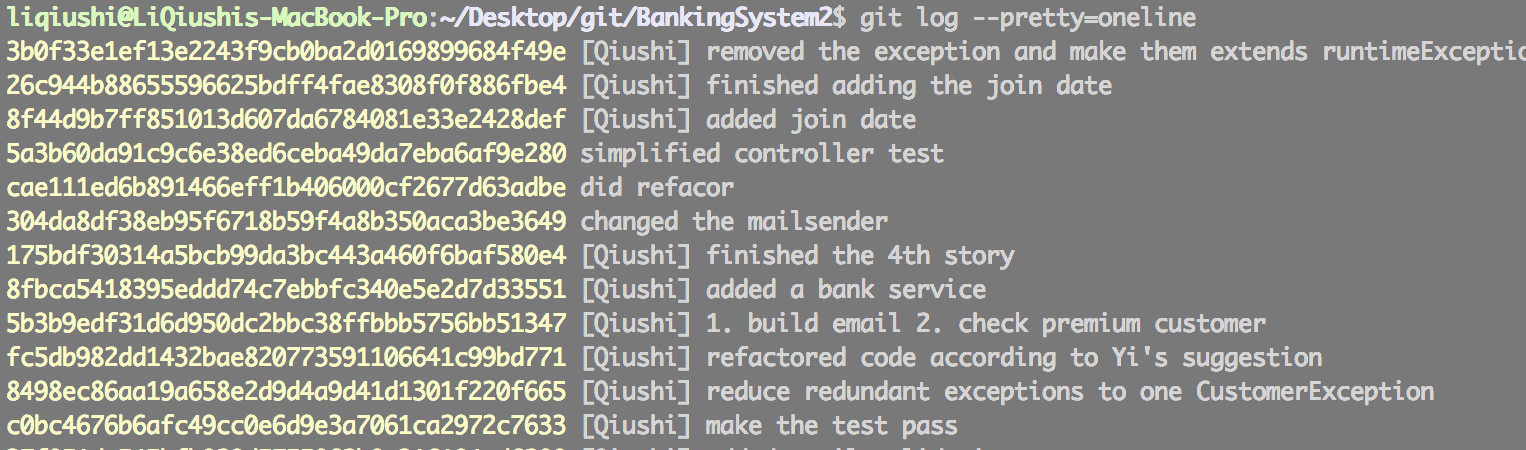 liqiushi@LiQiushis-MacBook-Pro:~/Desktop/git/BankingSystem2$ git log --pretty=oneline
3b0f33e1ef13e2243f9cb0ba2d0169899684f49e [Qiushi] removed the exception and make them extends runtimeExceptio
26c944b88655596625bdff4fae8308f0f886fbe4 [Qiushi] finished adding the join date
8f44d9b7ff851013d607da6784081e33e2428def [Qiushi] added join date
5a3b60da91c9c6e38ed6ceba49da7eba6af9e280 simplified controller test
cae111ed6b891466eff1b406000cf2677d63adbe did refacor
304da8df38eb95f6718b59f4a8b350aca3be3649 changed the mailsender
175bdf30314a5bcb99da3bc443a460f6baf580e4 [Qiushi] finished the 4th story
8fbca5418395eddd74c7ebbfc340e5e2d7d33551 [Qiushi] added a bank service
5b3b9edf31d6d950dc2bbc38ffbbb5756bb51347 [Qiushi] 1. build email 2. check premium customer
fc5db982dd1432bae820773591106641c99bd771 [Qiushi] refactored code according to Yi's suggestion
8498ec86aa19a658e2d9d4a9d41d1301f220f665 [Qiushi] reduce redundant exceptions to one CustomerException
c0bc4676b6afc49cc0e6d9e3a7061ca2972c7633 [Qiushi] make the test pass